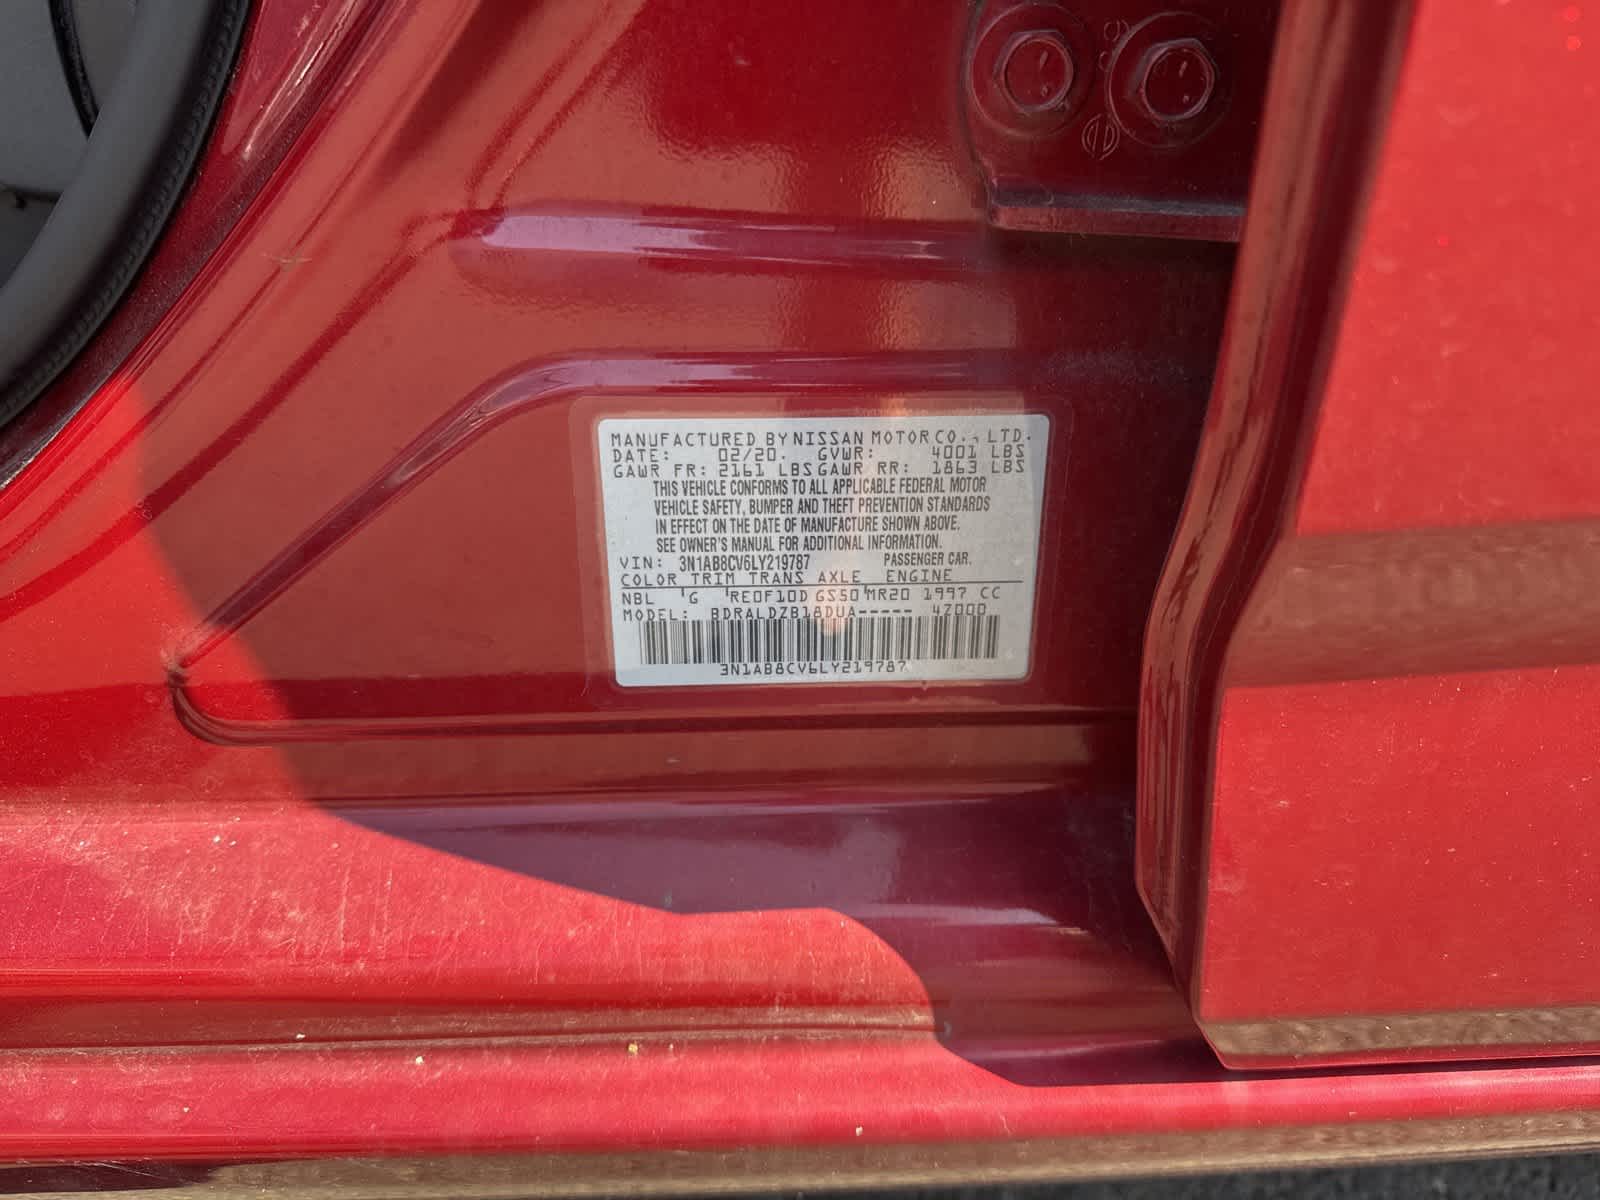 MANUFACTURED BY NISSAN MOTOR CO., LTD.
DATE: 02/20. GVWR: 4001 LBS
GAWR FR: 2161 LBS GAWR RR: 1863 LBS
THIS VEHICLE CONFORMS TO ALL APPLICABLE FEDERAL MOTOR
VEHICLE SAFETY, BUMPER AND THEFT PREVENTION STANDARDS
IN EFFECT ON THE DATE OF MANUFACTURE SHOWN ABOVE.
SEE OWNER'S MANUAL FOR ADDITIONAL INFORMATION.
VIN: 3N1AB8CV6LY219787 PASSENGER CAR.
COLOR TRIM TRANS AXLE ENGINE
NBL 'G 'RE0F10D GS50'MR20 1997 CC
MODEL: BDRALDZB18DUA----- 4Z000
3N1AB8CV6LY219787